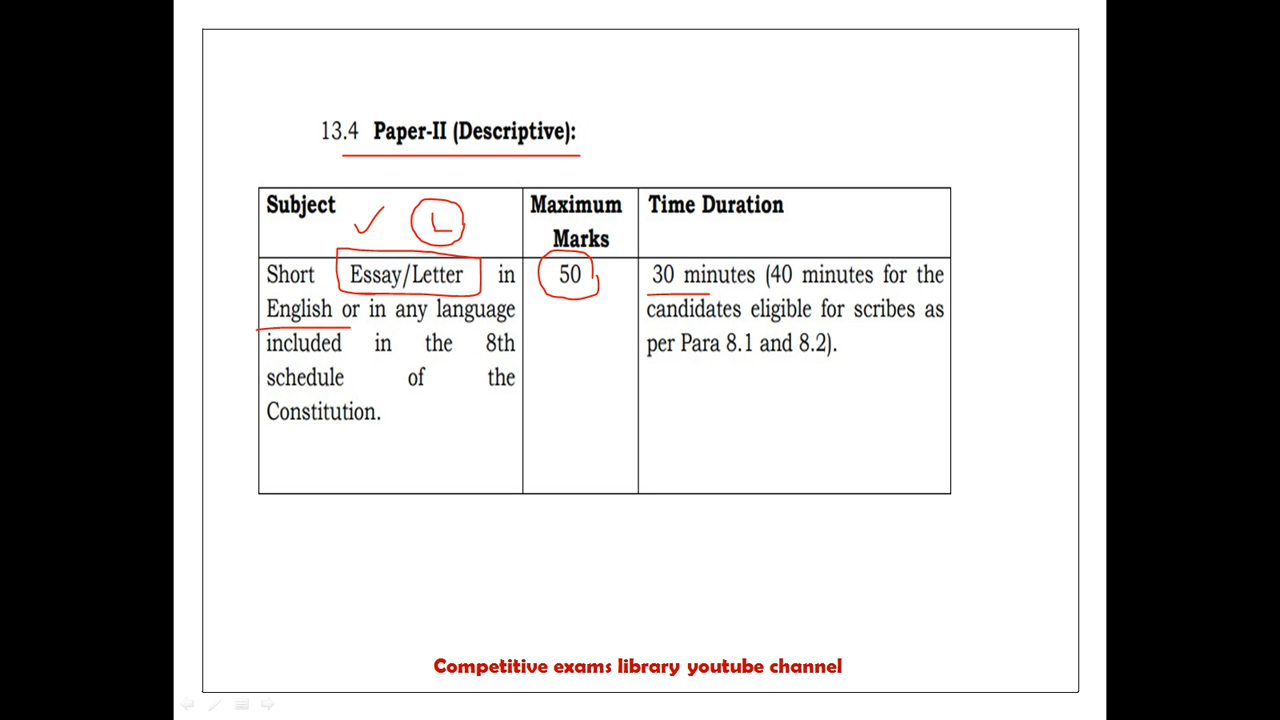 13.4 Paper-II (Descriptive):
Subject
L
Maximum
Marks
Time Duration
Short Essay/Letter in
English or in any language
included in the 8th
schedule of the
Constitution.
50
30 minutes (40 minutes for the
candidates eligible for scribes as
per Para 8.1 and 8.2).
Competitive exams library youtube channel